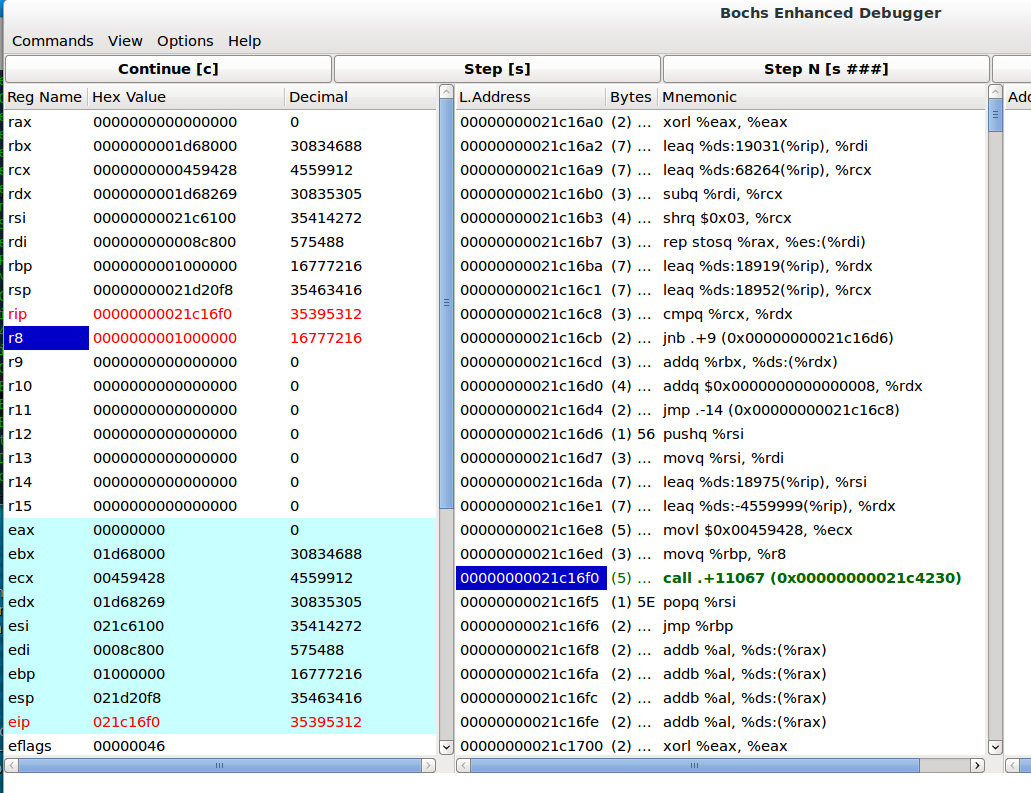 Bochs Enhanced Debugger
Commands View Options Help
Continue [c] Step [s] Step N [s ###]
Reg Name Hex Value Decimal L.Address Bytes Mnemonic
rax 0000000000000000 0 00000000021c16a0 (2) ... xorl %eax, %eax
rbx 0000000001d68000 30834688 00000000021c16a2 (7) ... leaq %ds:19031(%rip), %rdi
rcx 0000000000459428 4559912 00000000021c16a9 (7) ... leaq %ds:68264(%rip), %rcx
rdx 0000000001d68269 30835305 00000000021c16b0 (3) ... subq %rdi, %rcx
rsi 00000000021c6100 35414272 00000000021c16b3 (4) ... shrq $0x03, %rcx
rdi 000000000008c800 575488 00000000021c16b7 (3) ... rep stosq %rax, %es:(%rdi)
rbp 0000000001000000 16777216 00000000021c16ba (7) ... leaq %ds:18919(%rip), %rdx
rsp 00000000021d20f8 35463416 00000000021c16c1 (7) ... leaq %ds:18952(%rip), %rcx
rip 00000000021c16f0 35395312 00000000021c16c8 (3) ... cmpq %rcx, %rdx
r8 0000000001000000 16777216 00000000021c16cb (2) ... jnb .+9 (0x00000000021c16d6)
r9 0000000000000000 0 00000000021c16cd (3) ... addq %rbx, %ds:(%rdx)
r10 0000000000000000 0 00000000021c16d0 (4) ... addq $0x0000000000000008, %rdx
r11 0000000000000000 0 00000000021c16d4 (2) ... jmp .-14 (0x00000000021c16c8)
r12 0000000000000000 0 00000000021c16d6 (1) 56 pushq %rsi
r13 0000000000000000 0 00000000021c16d7 (3) ... movq %rsi, %rdi
r14 0000000000000000 0 00000000021c16da (7) ... leaq %ds:18975(%rip), %rsi
r15 0000000000000000 0 00000000021c16e1 (7) ... leaq %ds:-4559999(%rip), %rdx
eax 00000000 0 00000000021c16e8 (5) ... movl $0x00459428, %ecx
ebx 01d68000 30834688 00000000021c16ed (3) ... movq %rbp, %r8
ecx 00459428 4559912 00000000021c16f0 (5) ... call .+11067 (0x00000000021c4230)
edx 01d68269 30835305 00000000021c16f5 (1) 5E popq %rsi
esi 021c6100 35414272 00000000021c16f6 (2) ... jmp %rbp
edi 0008c800 575488 00000000021c16f8 (2) ... addb %al, %ds:(%rax)
ebp 01000000 16777216 00000000021c16fa (2) ... addb %al, %ds:(%rax)
esp 021d20f8 35463416 00000000021c16fc (2) ... addb %al, %ds:(%rax)
eip 021c16f0 35395312 00000000021c16fe (2) ... addb %al, %ds:(%rax)
eflags 00000046 00000000021c1700 (2) ... xorl %eax, %eax